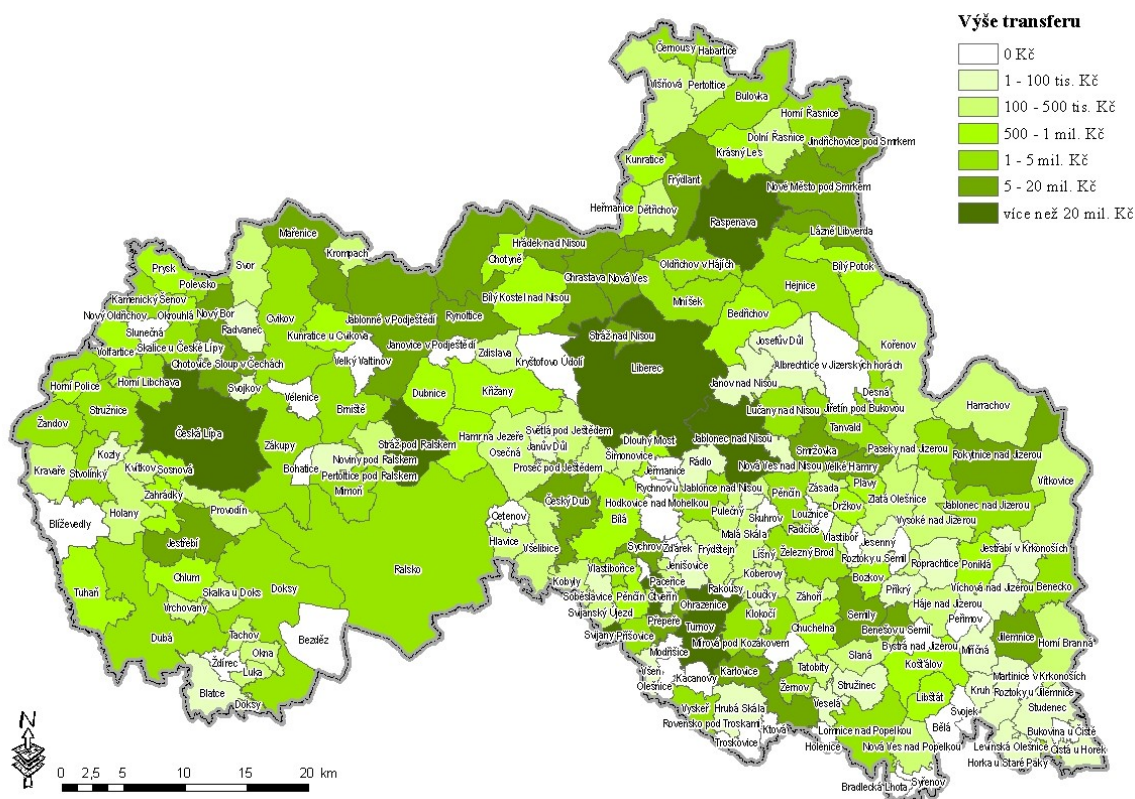 Výše transferu
0 Kč
1 - 100 tis. Kč
100 - 500 tis. Kč
500 - 1 mil. Kč
1 - 5 mil. Kč
5 - 20 mil. Kč
více než 20 mil. Kč
Černousy
Habartice
Višňová
Pertoltice
Bulovka
Horní Řasnice
Dolní Řasnice
Jindřichovice pod Smrkem
Krásný Les
Kunratice
Frýdlant
Nové Město pod Smrkem
Heřmanice
Dětřichov
Raspenava
Lázně Libverda
Mařenice
Krompach
Hrádek nad Nisou
Chotyně
Oldřichov v Hájích
Bílý Potok
Prysk
Svor
Polevsko
Chrastava
Nová Ves
Hejnice
Kamenický Šenov
Bílý Kostel nad Nisou
Mníšek
Nový Oldřichov
Okrouhlá
Nový Bor
Cvikov
Jablonné v Podještědí
Rynoltice
Bedřichov
Slunečná
Radvanec
Kunratice u Cvikova
Stráž nad Nisou
Josefův Důl
Kořenov
Volfartice
Skalice u České Lípy
Janovice v Podještědí
Zdislava
Chotovice
Sloup v Čechách
Velký Valtinov
Kryštofovo Údolí
Liberec
Albrechtice v Jizerských horách
Horní Police
Horní Libchava
Svojkov
Janov nad Nisou
Velenice
Dubnice
Křižany
Desná
Stružnice
Brniště
Lučany nad Nisou
Jiřetín pod Bukovou
Harrachov
Žandov
Česká Lípa
Tanvald
Zákupy
Stráž pod Ralskem
Hamr na Jezeře
Světlá pod Ještědem
Dlouhý Most
Jablonec nad Nisou
Smržovka
Paseky nad Jizerou
Rokytnice nad Jizerou
Kozly
Osečná
Janův Důl
Šimonovice
Noviny pod Ralskem
Rádlo
Kravaře
Stvolínky
Kvítkov
Sosnová
Bohatice
Proseč pod Ještědem
Jeřmanice
Nová Ves nad Nisou
Velké Hamry
Vítkovice
Pertoltice pod Ralskem
Rychnov u Jablonce nad Nisou
Pěnčín
Zásada
Plavy
Zlatá Olešnice
Zahrádky
Mimoň
Český Dub
Hodkovice nad Mohelkou
Držkov
Jablonec nad Jizerou
Blíževedly
Holany
Provodín
Cetenov
Bílá
Pulečný
Skuhrov
Loužnice
Vysoké nad Jizerou
Radčice
Malá Skála
Vlastiboř
Jestřebí
Hlavice
Všelibice
Sychrov
Žďárek
Frýdštejn
Líšný
Železný Brod
Jesenný
Roztoky u Semil
Jestřabí v Krkonoších
Roprachtice
Poniklá
Ralsko
Vlastibořice
Jenišovice
Koberovy
Chlum
Kobyly
Paceřice
Bozkov
Tuhaň
Skalka u Doks
Doksy
Soběslavice
Pěnčín
Čtveřín
Rakousy
Loučky
Záhoří
Příkrý
Víchová nad Jizerou
Benecko
Vrchovany
Svijanský Újezd
Ohrazenice
Háje nad Jizerou
Přepeře
Klokočí
Semily
Peřimov
Svijany
Příšovice
Turnov
Chuchelna
Benešov u Semil
Jilemnice
Horní Branná
Dubá
Tachov
Bezděz
Mírová pod Kozákovem
Bystrá nad Jizerou
Mříčná
Okna
Modřišice
Slaná
Ždírec
Tatobity
Košťálov
Luka
Všeň
Karlovice
Martinice v Krkonoších
Olešnice
Kacanovy
Žernov
Stružinec
Kruh
Roztoky u Jilemnice
Blatce
Libštát
Doksy
Vyskeř
Hrubá Skála
Veselá
Svojek
Studenec
Rovensko pod Troskami
Ktová
Lomnice nad Popelkou
Bělá
Bukovina u Čisté
Troskovice
Holenice
Nová Ves nad Popelkou
Levínská Olešnice
Čistá u Horek
Horka u Staré Paky
Bradlecká Lhota
Syřenov
N
0 2,5 5 10 15 20 km